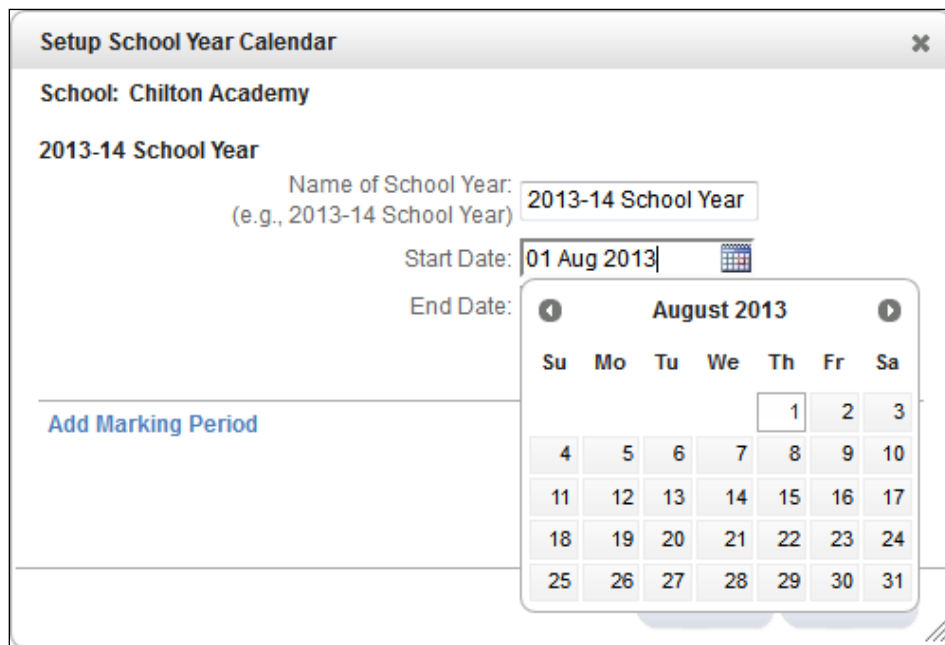 Setup School Year Calendar
School: Chilton Academy
2013-14 School Year
Name of School Year:
(e.g., 2013-14 School Year)
2013-14 School Year
Start Date: 01 Aug 2013
End Date:
August 2013
Su Mo Tu We Th Fr Sa
1 2 3
4 5 6 7 8 9 10
11 12 13 14 15 16 17
18 19 20 21 22 23 24
25 26 27 28 29 30 31
Add Marking Period